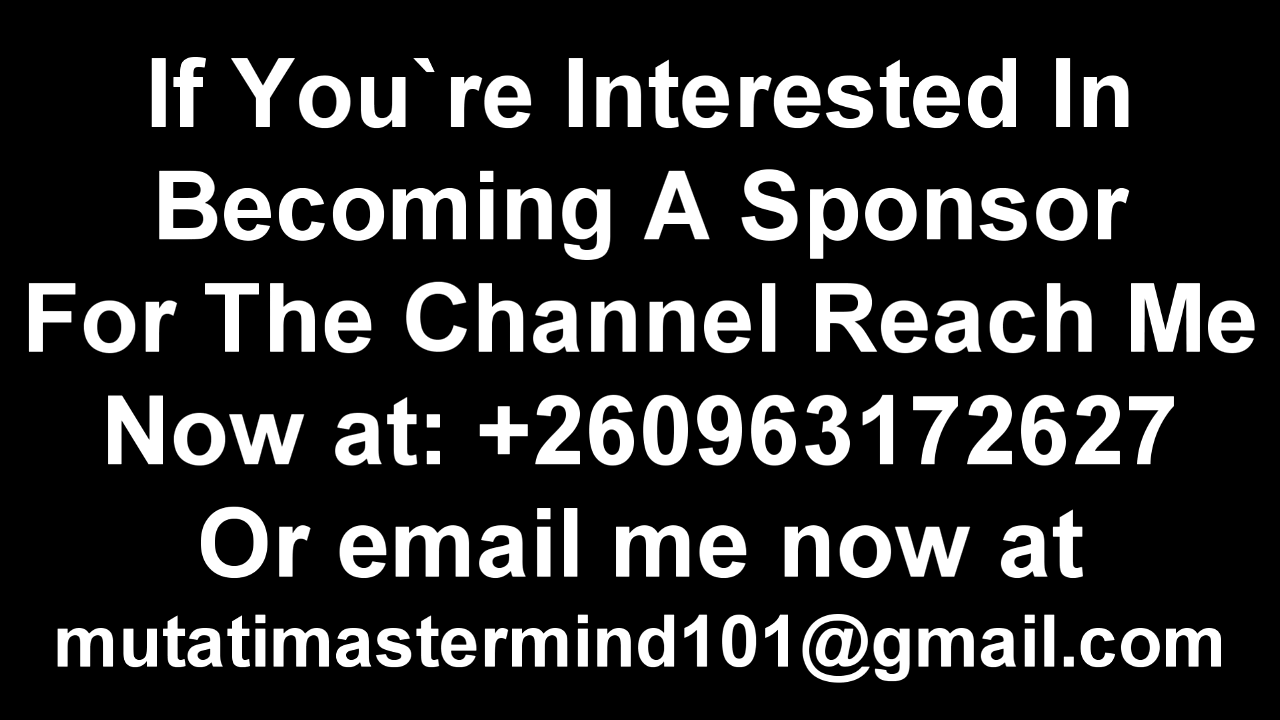 If You`re Interested In
Becoming A Sponsor
For The Channel Reach Me
Now at: +260963172627
Or email me now at
mutatimastermind101@gmail.com